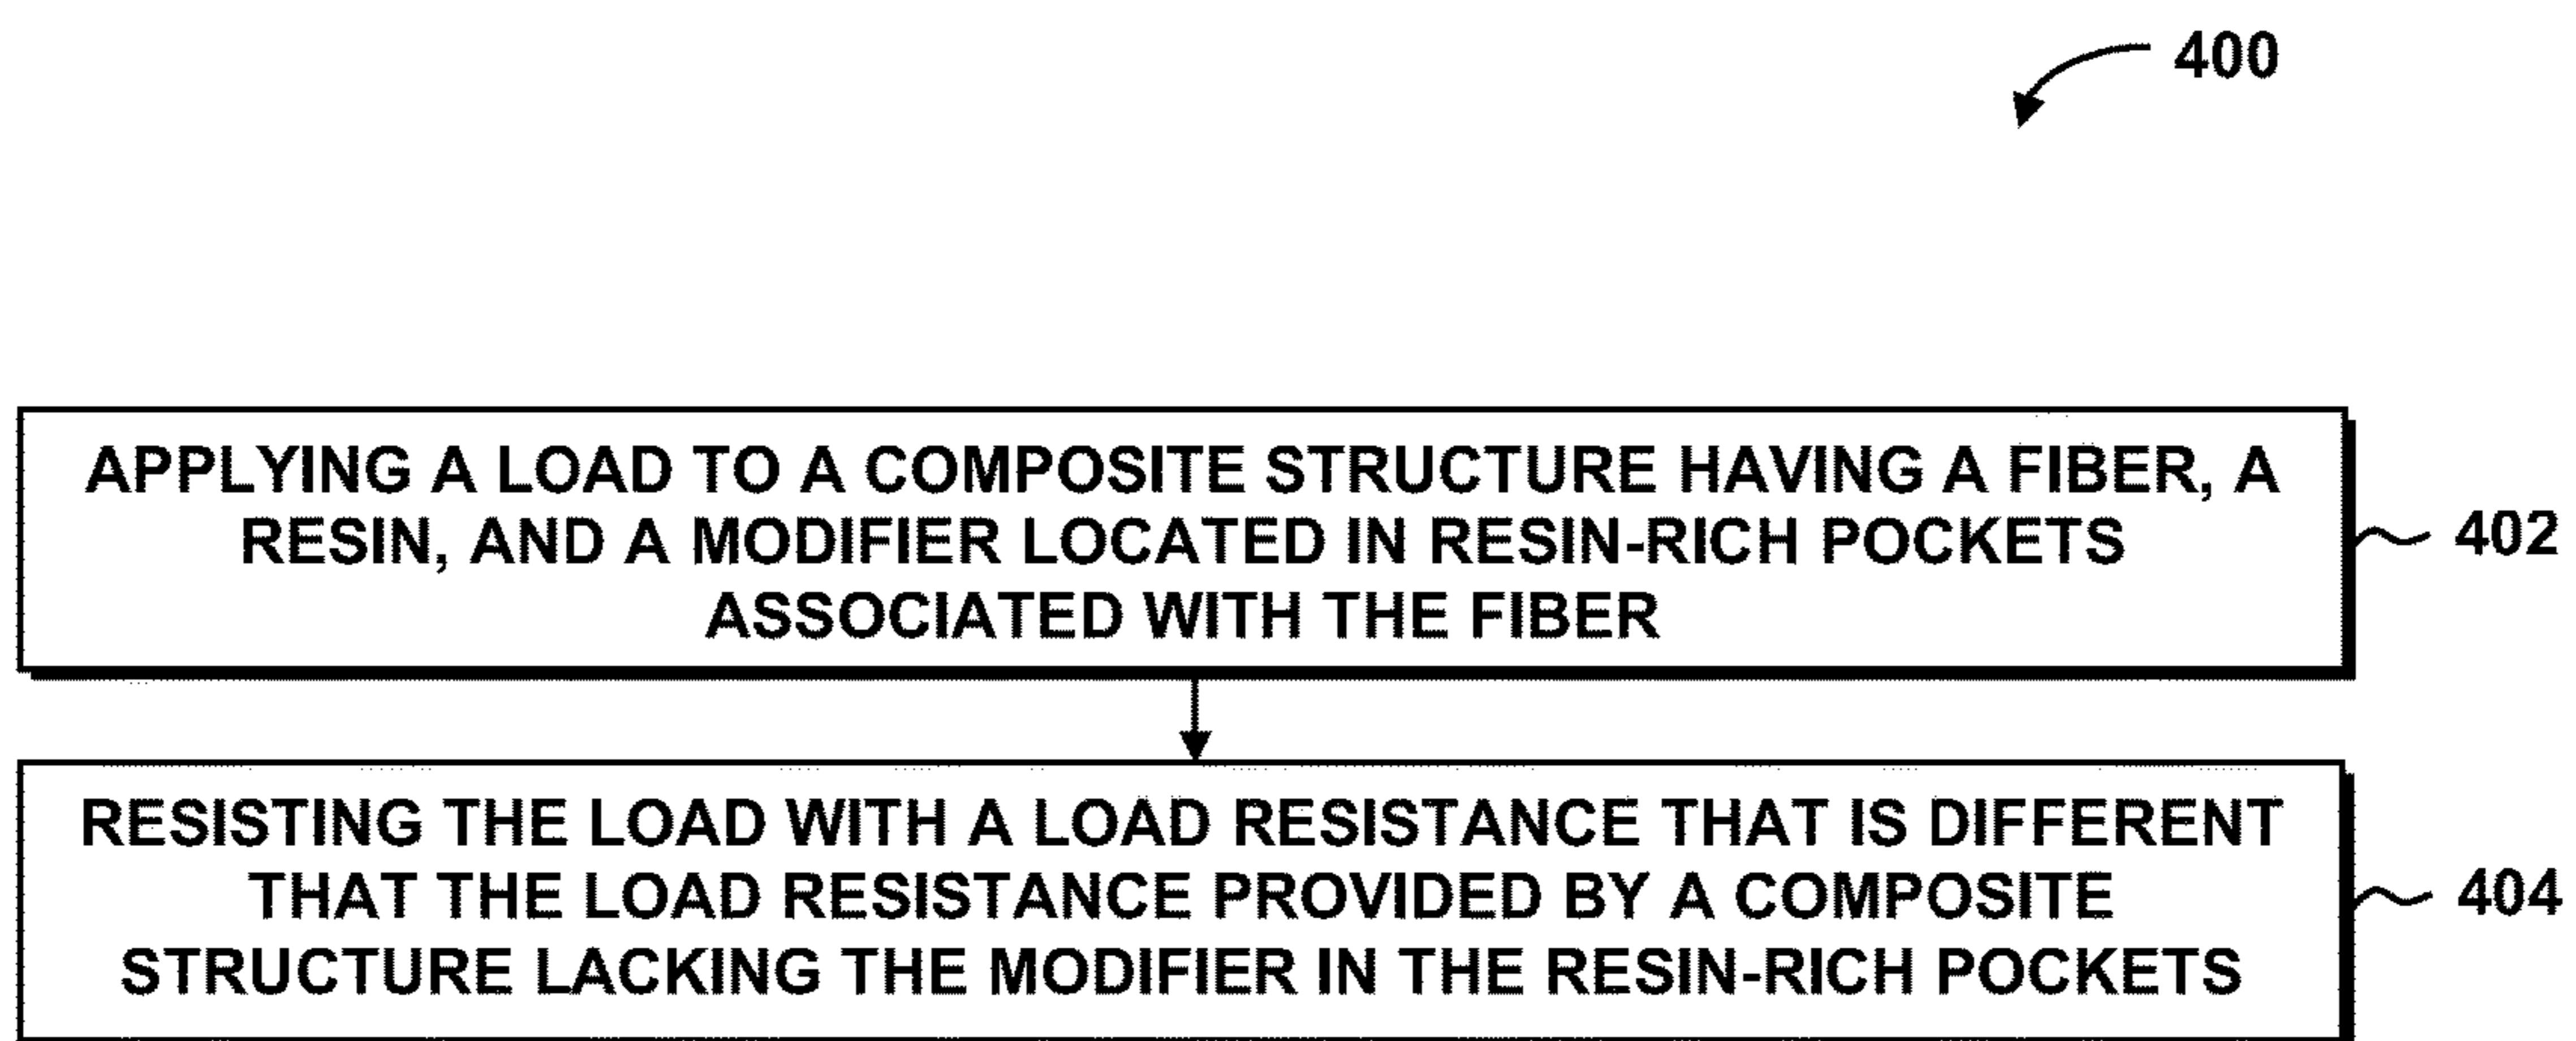 400
APPLYING A LOAD TO A COMPOSITE STRUCTURE HAVING A FIBER, A
RESIN, AND A MODIFIER LOCATED IN RESIN-RICH POCKETS
ASSOCIATED WITH THE FIBER
402
RESISTING THE LOAD WITH A LOAD RESISTANCE THAT IS DIFFERENT
THAT THE LOAD RESISTANCE PROVIDED BY A COMPOSITE
STRUCTURE LACKING THE MODIFIER IN THE RESIN-RICH POCKETS
404